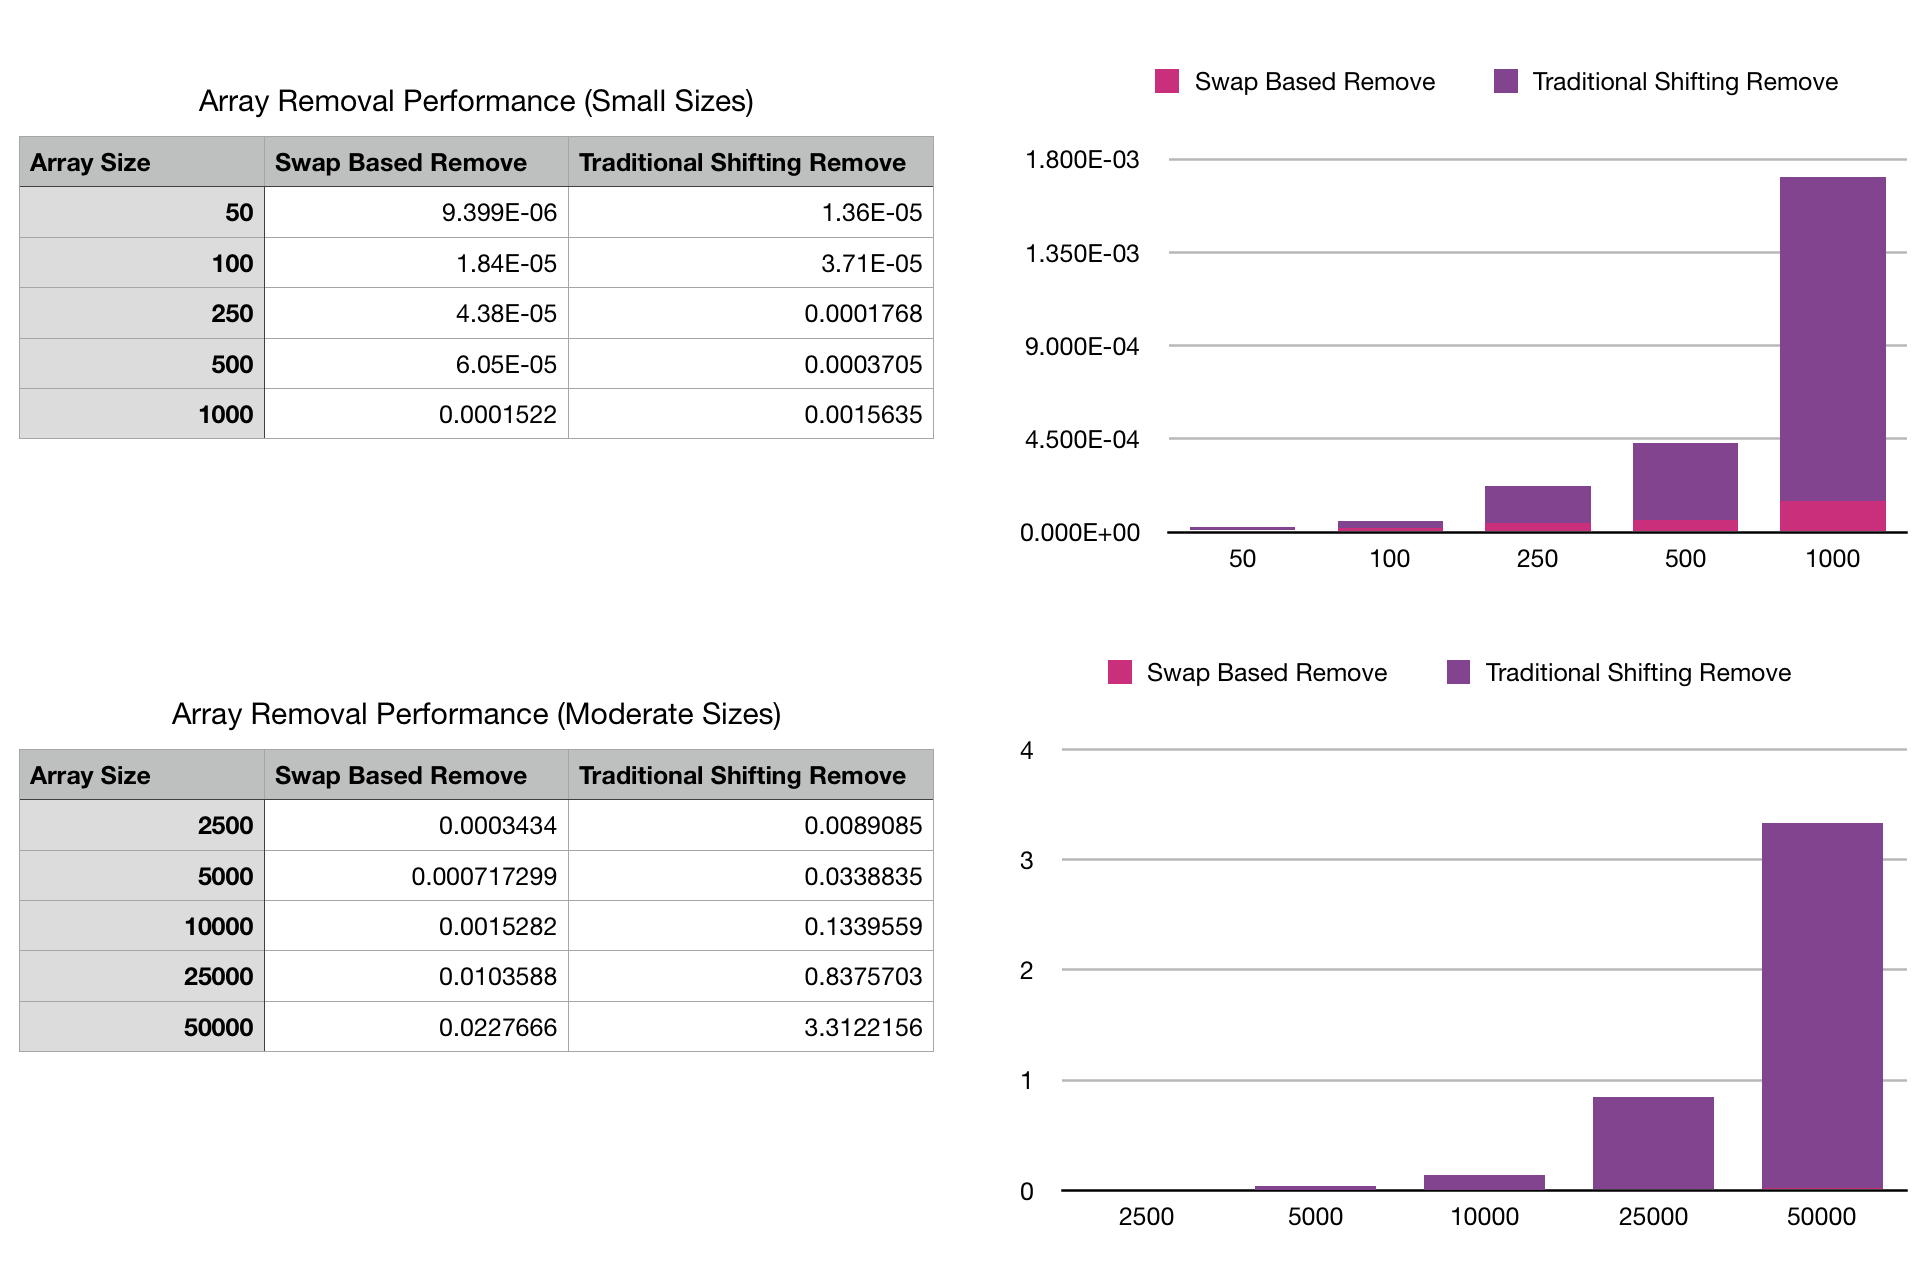 Array Removal Performance (Small Sizes)
Array Size Swap Based Remove Traditional Shifting Remove
50 9.399E-06 1.36E-05
100 1.84E-05 3.71E-05
250 4.38E-05 0.0001768
500 6.05E-05 0.0003705
1000 0.0001522 0.0015635
Swap Based Remove Traditional Shifting Remove
1.800E-03
1.350E-03
9.000E-04
4.500E-04
0.000E+00
50 100 250 500 1000
Array Removal Performance (Moderate Sizes)
Array Size Swap Based Remove Traditional Shifting Remove
2500 0.0003434 0.0089085
5000 0.000717299 0.0338835
10000 0.0015282 0.1339559
25000 0.0103588 0.8375703
50000 0.0227666 3.3122156
Swap Based Remove Traditional Shifting Remove
4
3
2
1
0
2500 5000 10000 25000 50000